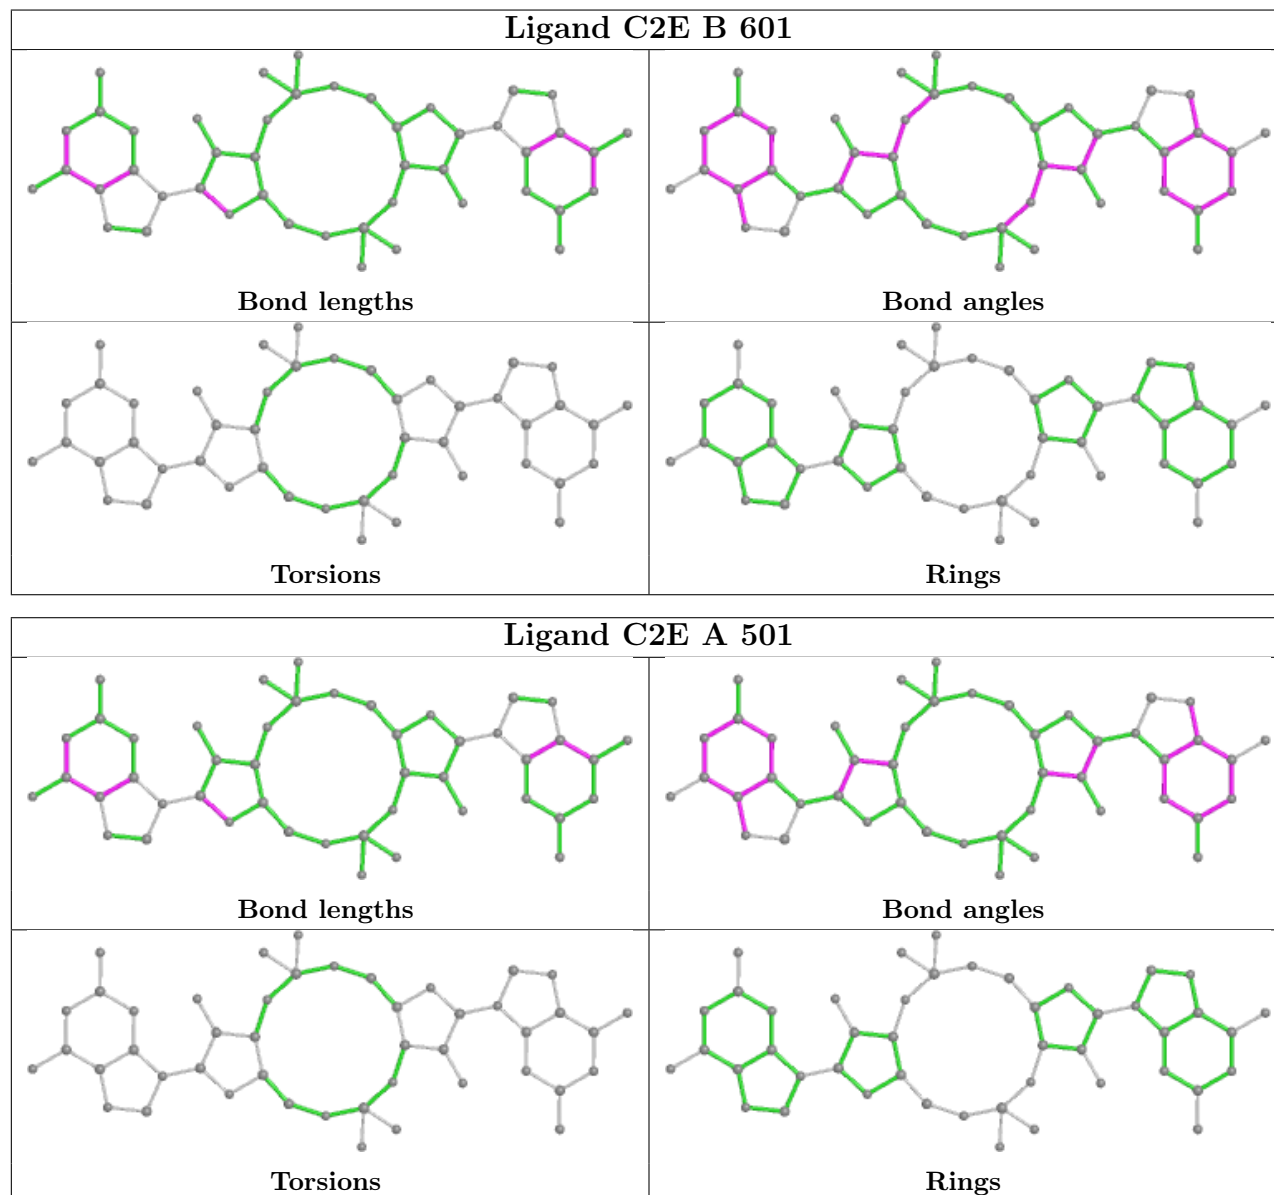 Ligand C2E B 601
Bond lengths
Bond angles
Torsions
Rings
Ligand C2E A 501
Bond lengths
Bond angles
Torsions
Rings